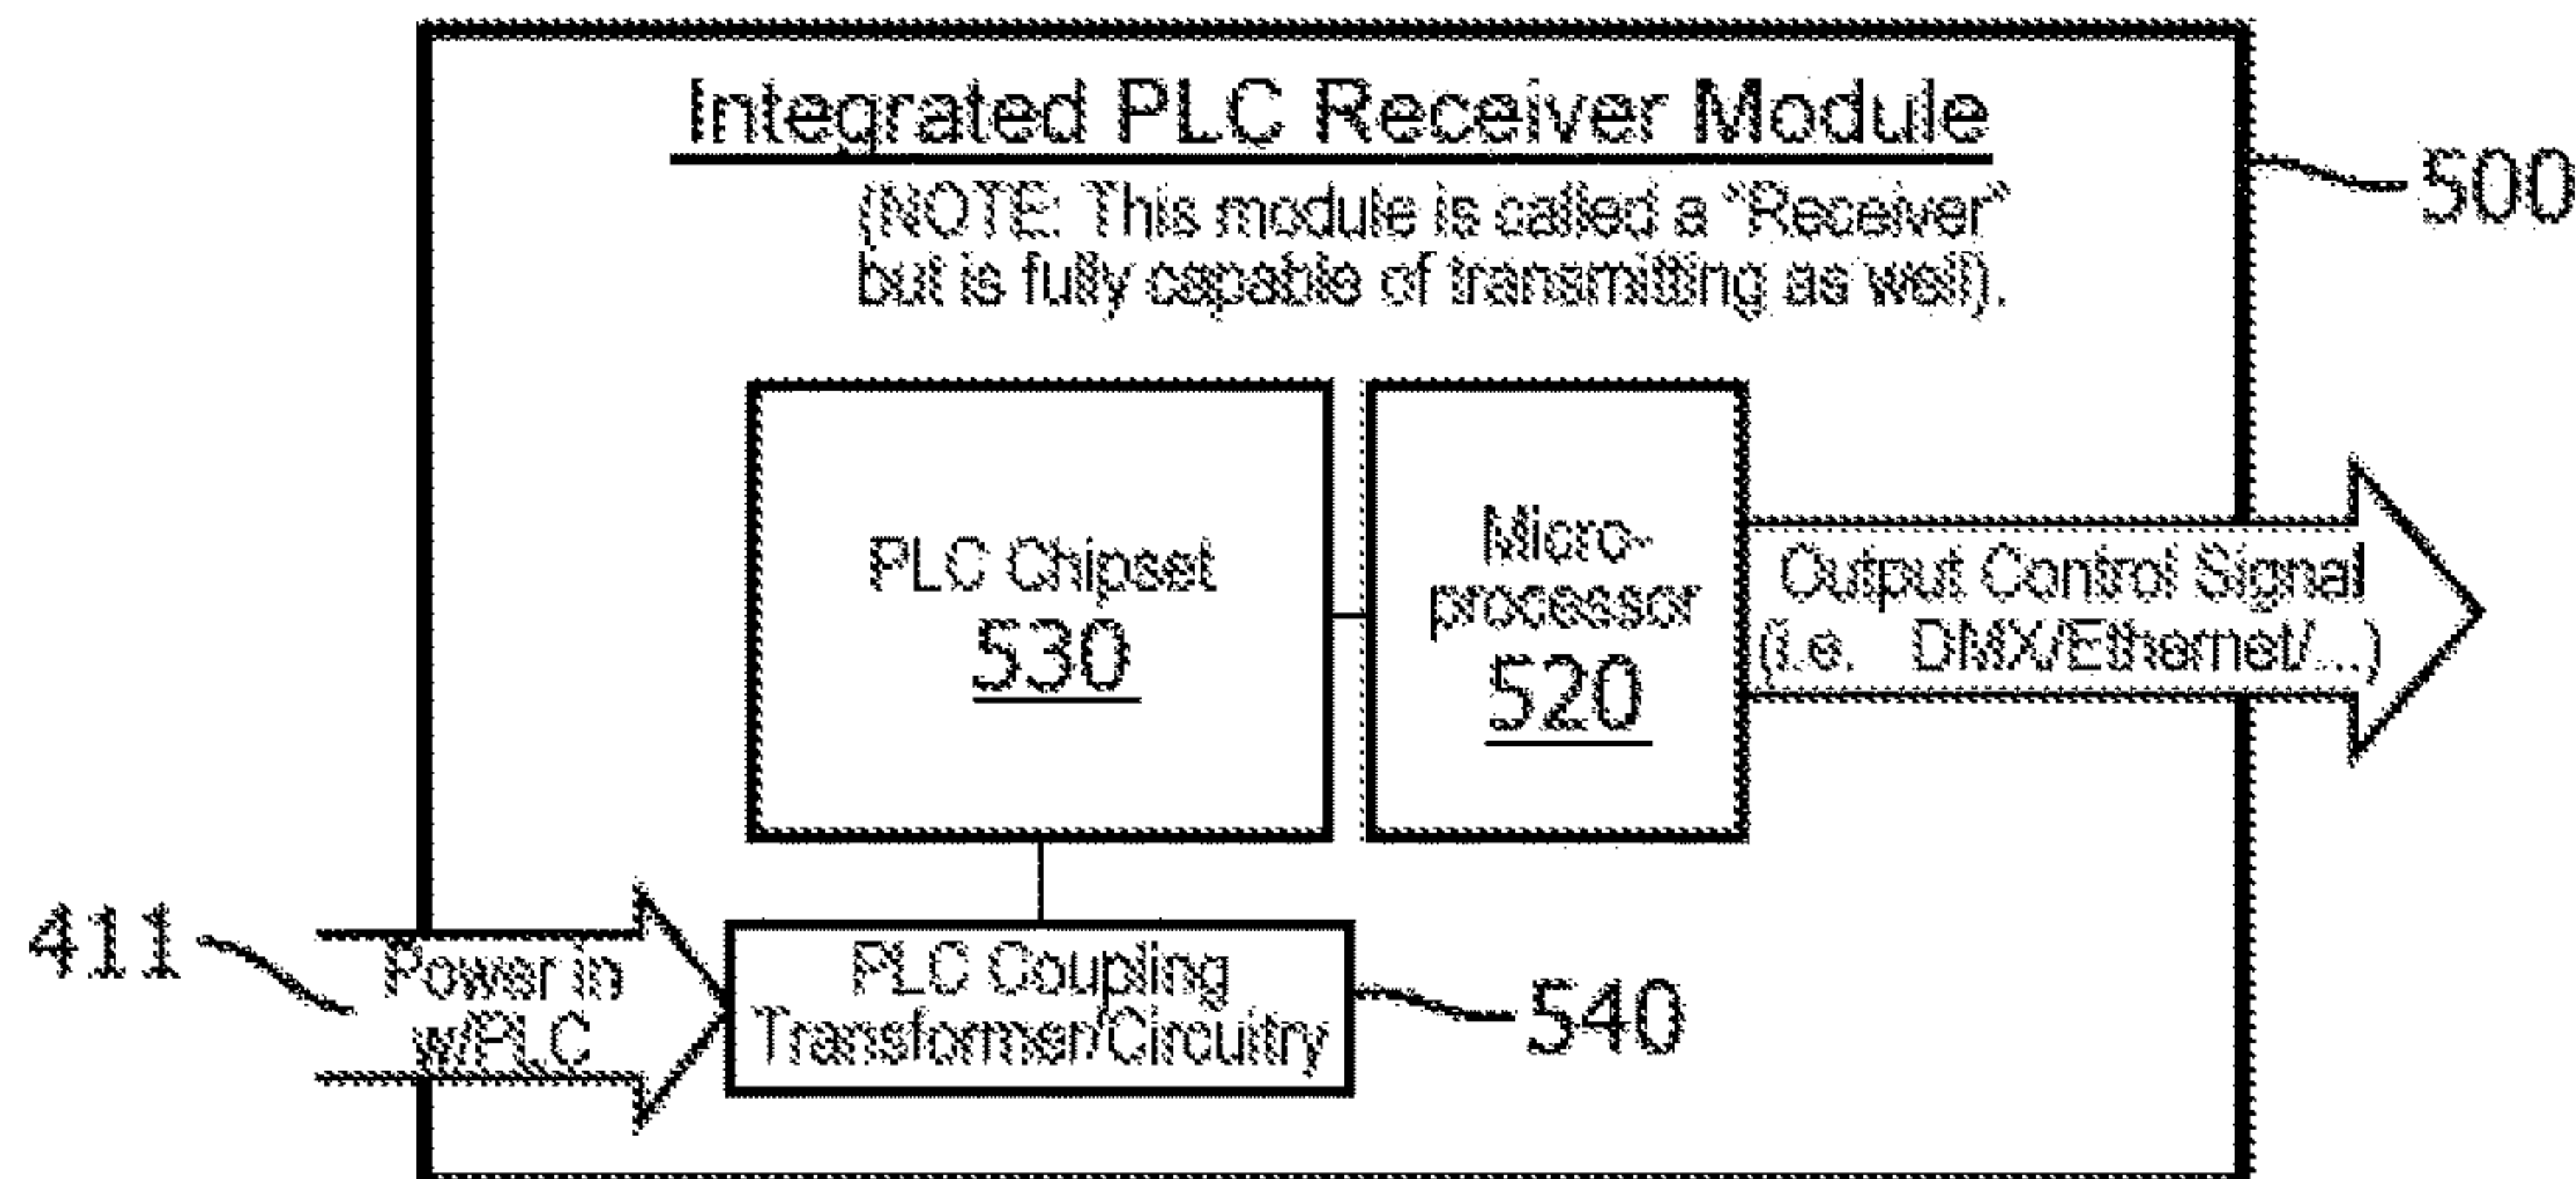 Integrated PLC Receiver Module
(NOTE: This module is called a "Receiver"
but is fully capable of transmitting as well).
500
PLC Chipset
530
Micro-
processor
520
Output Control Signal
(i.e. DMX/Ethernet/...)
411
Power in
w/PLC
PLC Coupling
Transformer/Circuitry
540